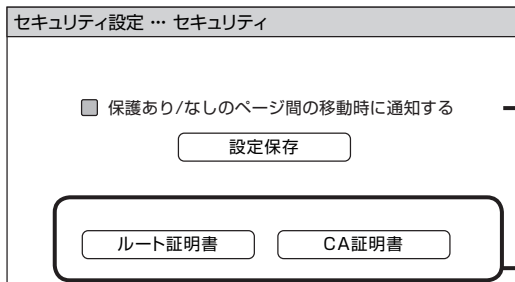 セキュリティ設定 … セキュリティ
保護あり/なしのページ間の移動時に通知する
設定保存
ルート証明書 CA証明書